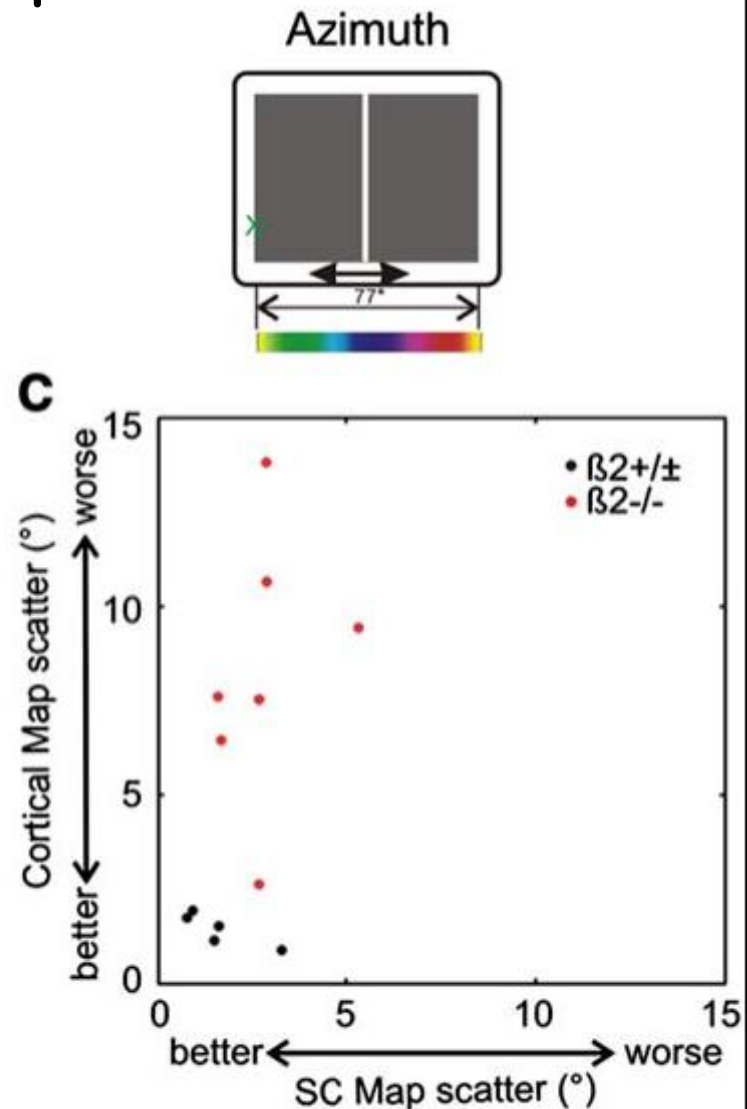 Azimuth
77°
C
Cortical Map scatter (°)
better
worse
15
10
5
0
ß2+/±
ß2-/-
0 5 10 15
better worse
SC Map scatter (°)